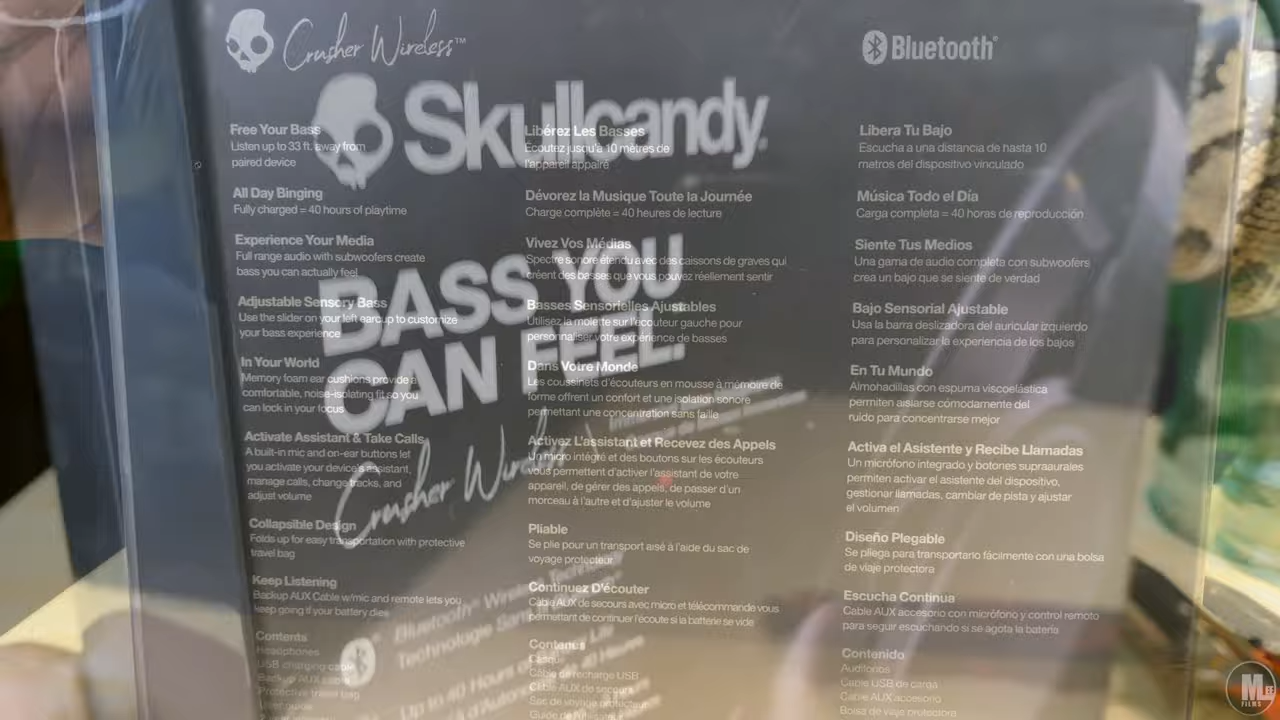 Crusher Wireless™
Bluetooth®
Skullcandy.
BASS YOU
CAN FEEL.
Crusher Wireless
Free Your Bass
Listen up to 33 ft. away from
paired device
All Day Binging
Fully charged = 40 hours of playtime
Experience Your Media
Full range audio with subwoofers create
bass you can actually feel
Adjustable Sensory Bass
Use the slider on your left earcup to customize
your bass experience
In Your World
Memory foam ear cushions provide a
comfortable, noise-isolating fit so you
can lock in your focus
Activate Assistant & Take Calls
A built-in mic and on-ear buttons let
you activate your device's assistant,
manage calls, change tracks, and
adjust volume
Collapsible Design
Folds up for easy transportation with protective
travel bag
Keep Listening
Backup AUX Cable w/mic and remote lets you
keep going if your battery dies
Contents
Headphones
USB charging cable
Backup AUX cable
Protective travel bag
User guide
Libérez Les Basses
Écoutez jusqu'à 10 mètres de
l'appareil appairé
Dévorez la Musique Toute la Journée
Charge complète = 40 heures de lecture
Vivez Vos Médias
Spectre sonore étendu avec des caissons de graves qui
créent des basses que vous pouvez réellement sentir
Basses Sensorielles Ajustables
Utilisez la molette sur l'écouteur gauche pour
personnaliser votre expérience de basses
Dans Votre Monde
Les coussinets d'écouteurs en mousse à mémoire de
forme offrent un confort et une isolation sonore
permettant une concentration sans faille
Activez L'assistant et Recevez des Appels
Un micro intégré et des boutons sur les écouteurs
vous permettent d'activer l'assistant de votre
appareil, de gérer des appels, de passer d'un
morceau à l'autre et d'ajuster le volume
Pliable
Se plie pour un transport aisé à l'aide du sac de
voyage protecteur
Continuez D'écouter
Câble AUX de secours avec micro et télécommande vous
permettant de continuer l'écoute si la batterie se vide
Contenus
Casque
Câble de recharge USB
Câble AUX de secours
Sac de voyage protecteur
Guide de l'utilisateur
Libera Tu Bajo
Escucha a una distancia de hasta 10
metros del dispositivo vinculado
Música Todo el Día
Carga completa = 40 horas de reproducción
Siente Tus Medios
Una gama de audio completa con subwoofers
crea un bajo que se siente de verdad
Bajo Sensorial Ajustable
Usa la barra deslizadora del auricular izquierdo
para personalizar la experiencia de los bajos
En Tu Mundo
Almohadillas con espuma viscoelástica
permiten aislarse cómodamente del
ruido para concentrarse mejor
Activa el Asistente y Recibe Llamadas
Un micrófono integrado y botones supraaurales
permiten activar el asistente del dispositivo,
gestionar llamadas, cambiar de pista y ajustar
el volumen
Diseño Plegable
Se pliega para transportarlo fácilmente con una bolsa
de viaje protectora
Escucha Continua
Cable AUX accesorio con micrófono y control remoto
para seguir escuchando si se agota la batería
Contenido
Audífonos
Cable USB de carga
Cable AUX accesorio
Bolsa de viaje protectora
Bluetooth® Wireless Technology
Technologie Sans
Up to 40 Hours
FILMS